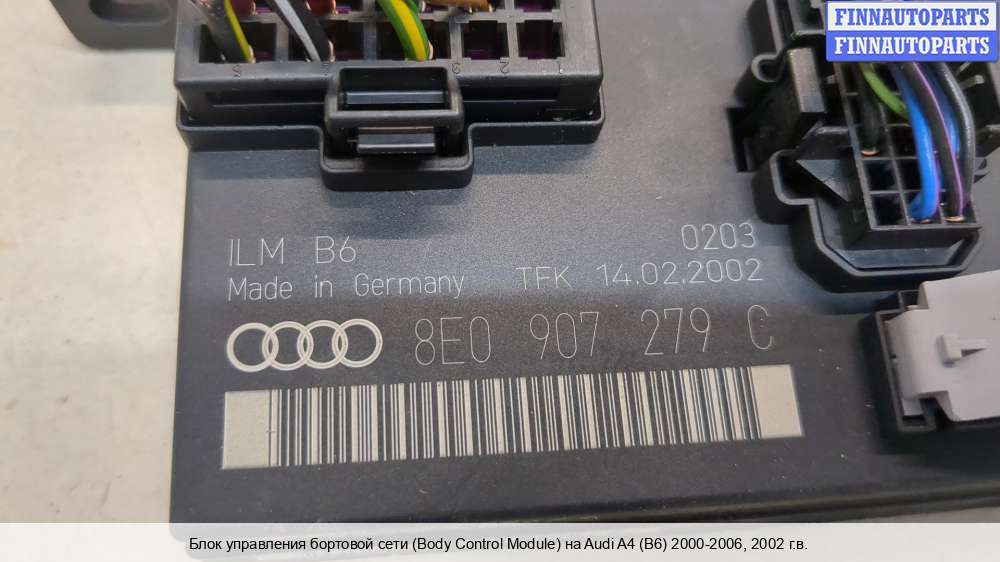 FINNAUTOPARTS
FINNAUTOPARTS
ILM B6 0203
Made in Germany TFK 14.02.2002
8E0 907 279 C
Блок управления бортовой сети (Body Control Module) на Audi A4 (B6) 2000-2006, 2002 г.в.